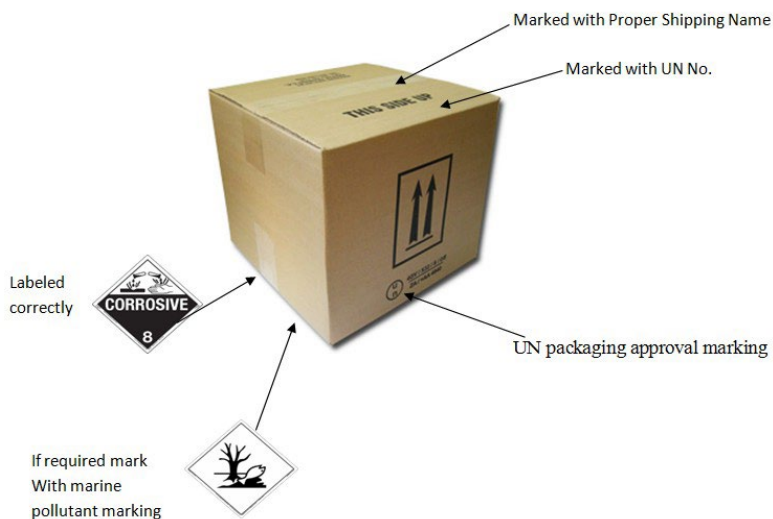 Marked with Proper Shipping Name
Marked with UN No.
THIS SIDE UP
Labeled
correctly
CORROSIVE
8
UN packaging approval marking
If required mark
With marine
pollutant marking